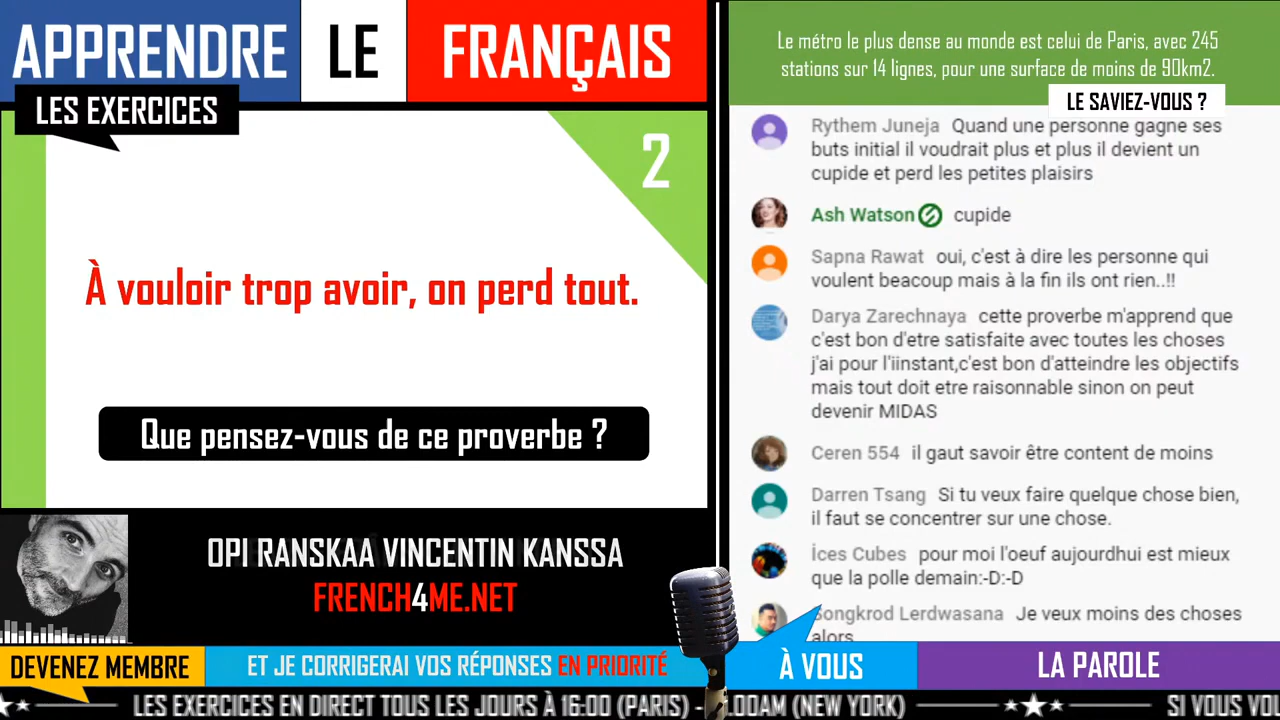 APPRENDRE LE FRANÇAIS
LES EXERCICES
2
À vouloir trop avoir, on perd tout.
Que pensez-vous de ce proverbe ?
OPI RANSKAA VINCENTIN KANSSA
FRENCH4ME.NET
DEVENEZ MEMBRE
ET JE CORRIGERAI VOS RÉPONSES EN PRIORITÉ
Le métro le plus dense au monde est celui de Paris, avec 245
stations sur 14 lignes, pour une surface de moins de 90km2.
LE SAVIEZ-VOUS ?
Rythem Juneja Quand une personne gagne ses
buts initial il voudrait plus et plus il devient un
cupide et perd les petites plaisirs
Ash Watson cupide
Sapna Rawat oui, c'est à dire les personne qui
voulent beacoup mais à la fin ils ont rien..!!
Darya Zarechnaya cette proverbe m'apprend que
c'est bon d'etre satisfaite avec toutes les choses
j'ai pour l'iinstant,c'est bon d'atteindre les objectifs
mais tout doit etre raisonnable sinon on peut
devenir MIDAS
Ceren 554 il gaut savoir être content de moins
Darren Tsang Si tu veux faire quelque chose bien,
il faut se concentrer sur une chose.
İces Cubes pour moi l'oeuf aujourdhui est mieux
que la polle demain:-D:-D
Songkrod Lerdwasana Je veux moins des choses
alors
À VOUS
LA PAROLE
LES EXERCICES EN DIRECT TOUS LES JOURS À 16:00 (PARIS) - .00AM (NEW YORK)
SI VOUS VOU